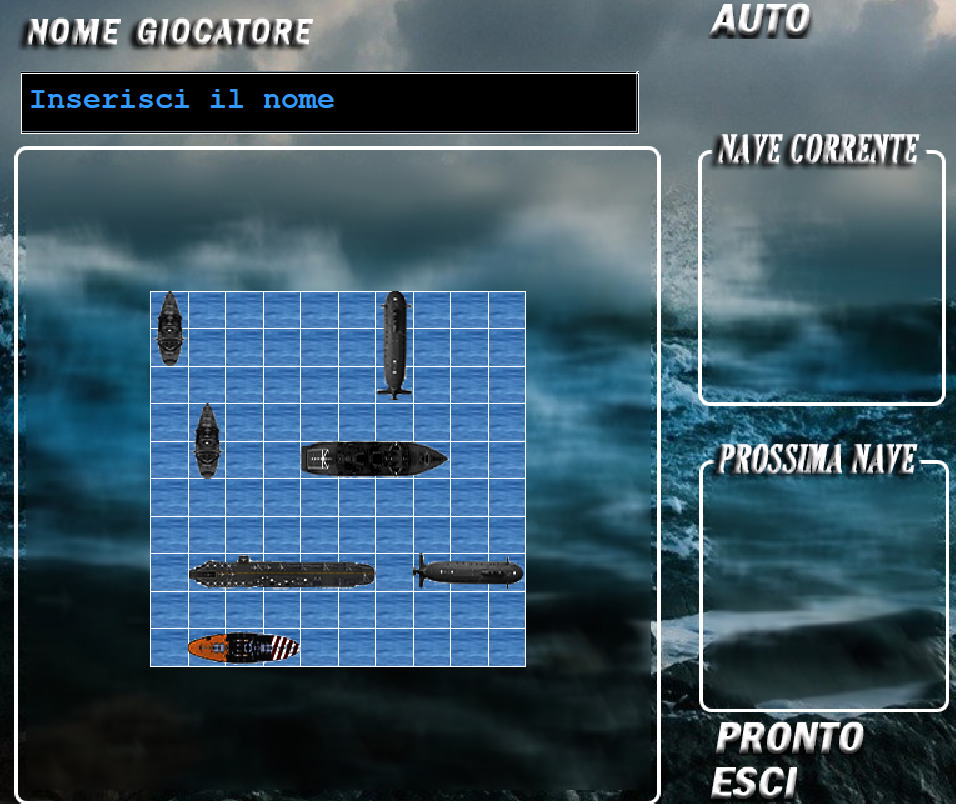 NOME GIOCATORE
AUTO
Inserisci il nome
NAVE CORRENTE
PROSSIMA NAVE
PRONTO
ESCI